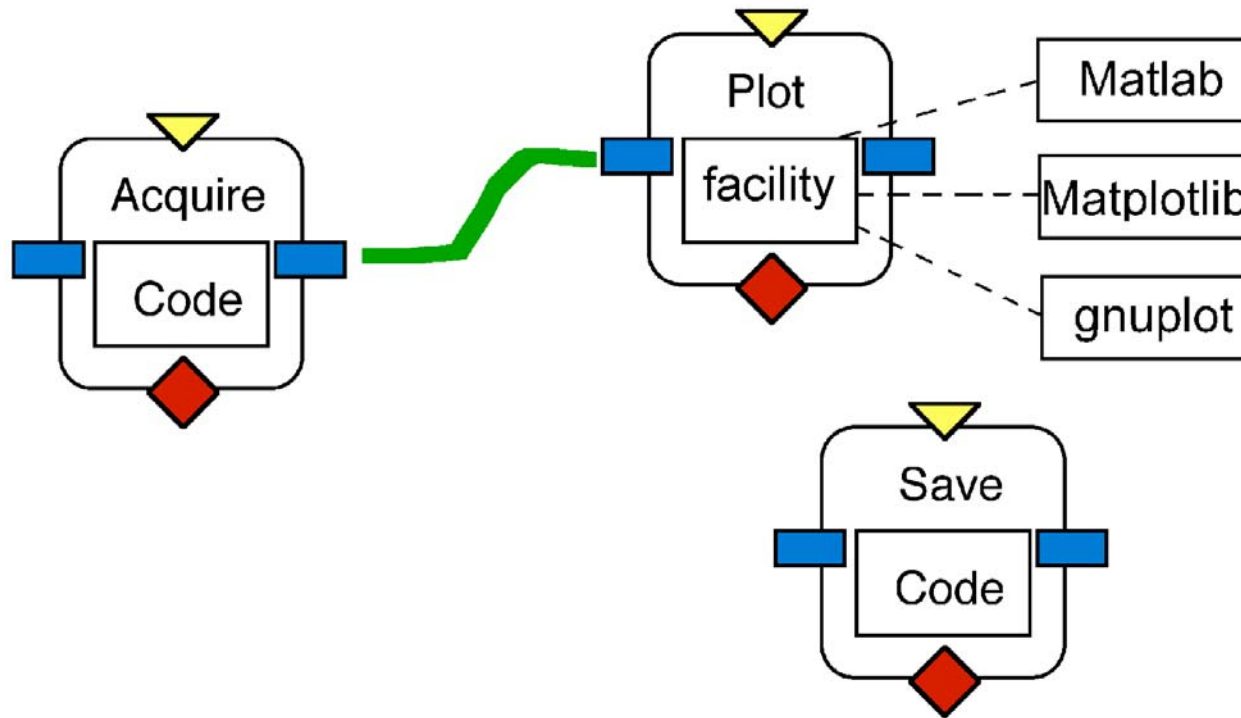 Plot
facility
Matlab
Matplotlib
gnuplot
Acquire
Code
Save
Code